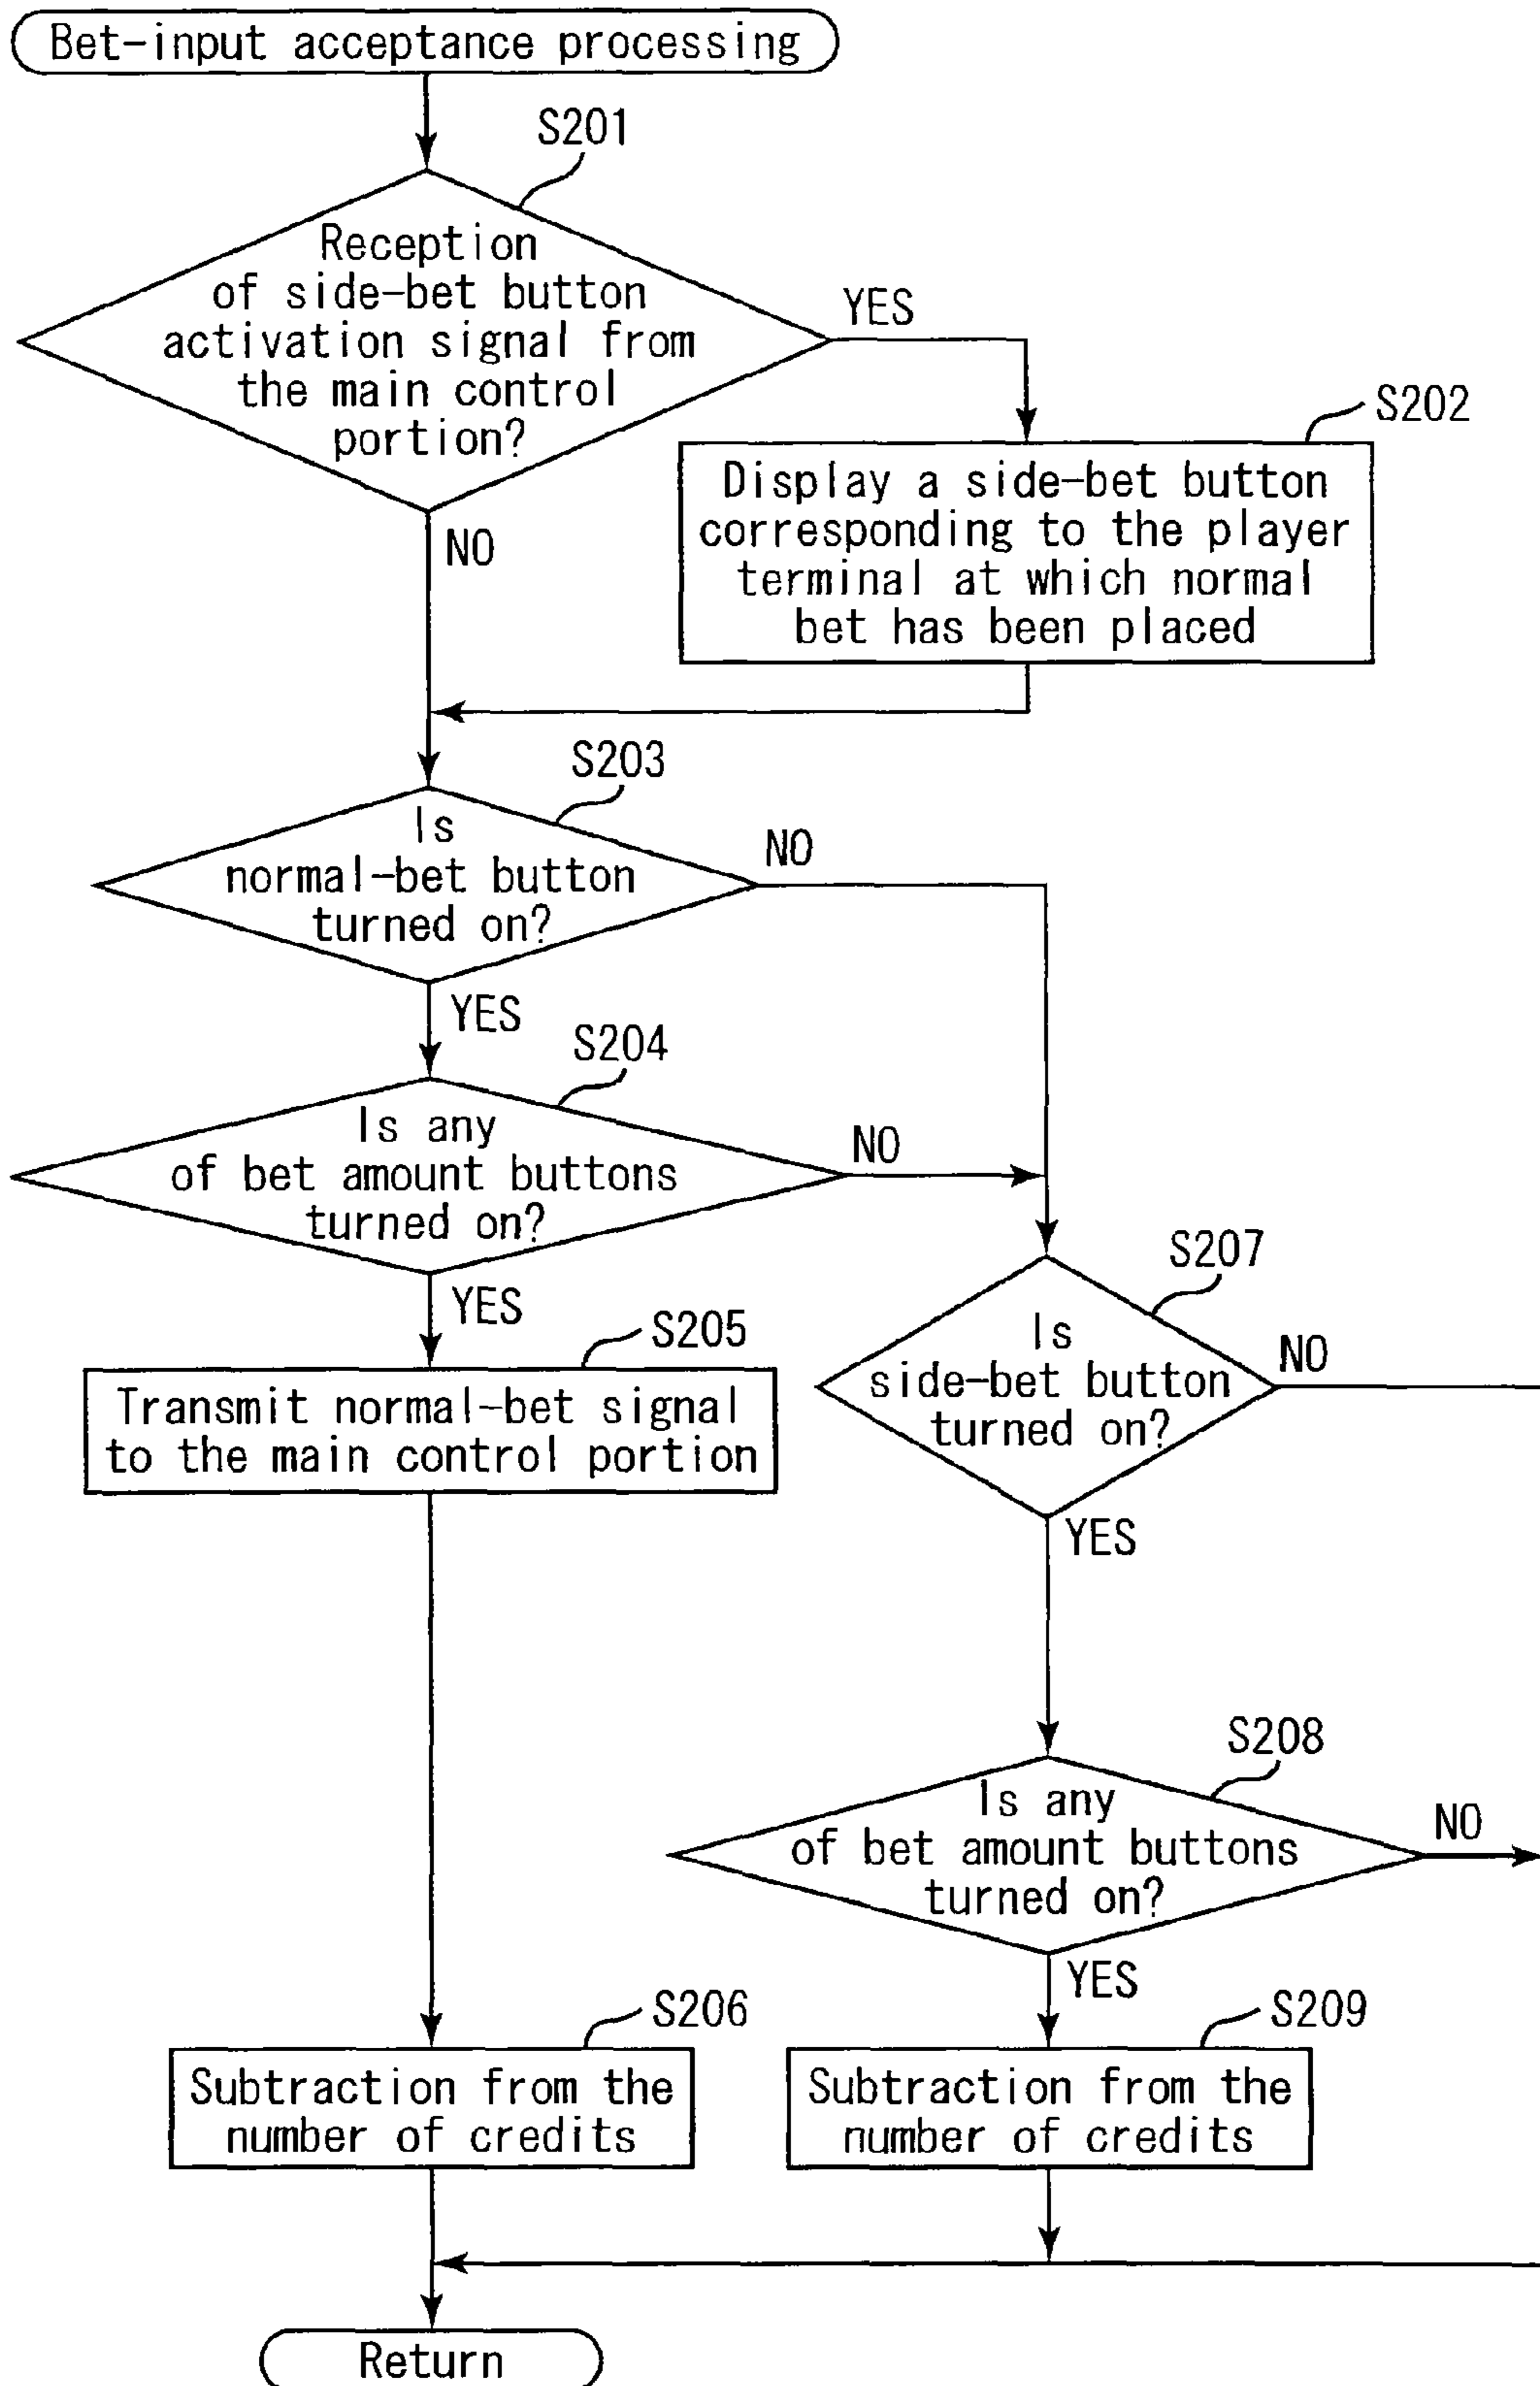 Bet-input acceptance processing
S201
Reception
of side-bet button
activation signal from
the main control
portion?
YES
NO
S202
Display a side-bet button
corresponding to the player
terminal at which normal
bet has been placed
S203
Is
normal-bet button
turned on?
NO
YES
S204
Is any
of bet amount buttons
turned on?
NO
YES
S205
Transmit normal-bet signal
to the main control portion
S207
Is
side-bet button
turned on?
NO
YES
S208
Is any
of bet amount buttons
turned on?
NO
YES
S206
Subtraction from the
number of credits
S209
Subtraction from the
number of credits
Return